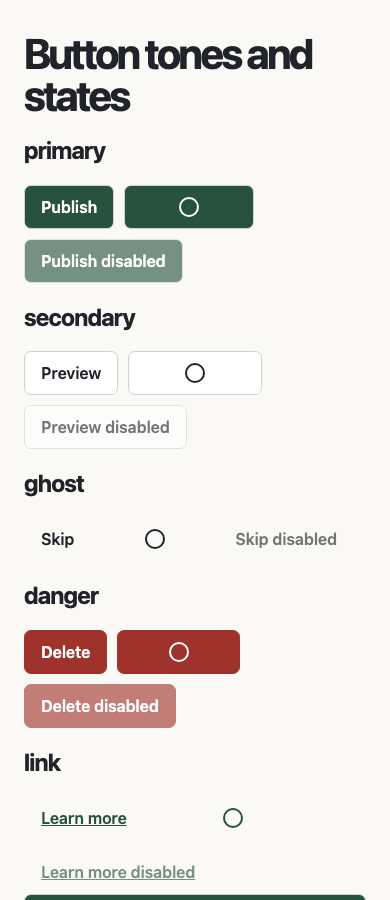 Button tones and
states
primary
Publish
Publish disabled
secondary
Preview
Preview disabled
ghost
Skip
Skip disabled
danger
Delete
Delete disabled
link
Learn more
Learn more disabled